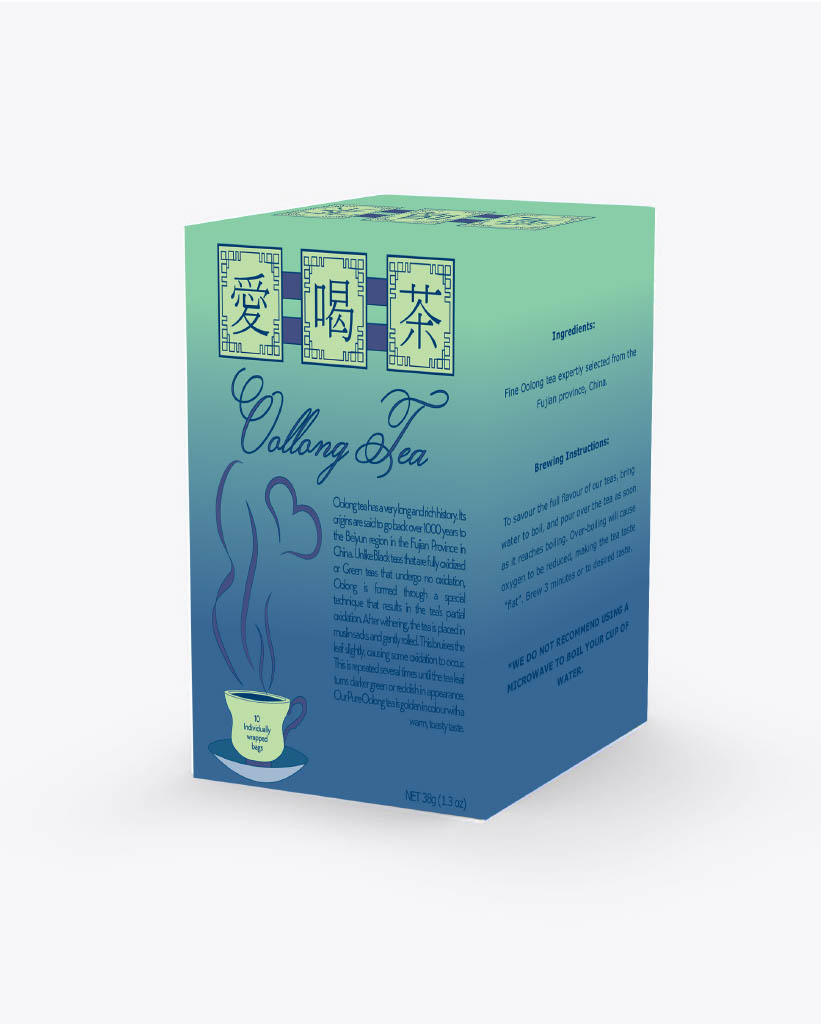 愛喝茶
Oollong Tea
Oolong tea has a very long and rich history. Its
origins are said to go back over 1000 years to
the Beiyun region in the Fujian Province in
China. Unlike Black teas that are fully oxidized
or Green teas that undergo no oxidation,
Oolong is formed through a special
technique that results in the tea's partial
oxidation. After withering, the tea is placed in
muslin sacks and gently rolled. This bruises the
leaf slightly, causing some oxidation to occur.
This is repeated several times until the tea leaf
turns darker green or reddish in appearance.
Our Pure Oolong tea is golden in colour with a
warm, toasty taste.
10
Individually
wrapped
bags
NET 38g (1.3 oz)
Ingredients:
Fine Oolong tea expertly selected from the
Fujian province, China.
Brewing Instructions:
To savour the full flavour of our teas, bring
water to boil, and pour over the tea as soon
as it reaches boiling. Over-boiling will cause
oxygen to be reduced, making the tea taste
"flat". Brew 3 minutes or to desired taste.
*WE DO NOT RECOMMEND USING A
MICROWAVE TO BOIL YOUR CUP OF
WATER.